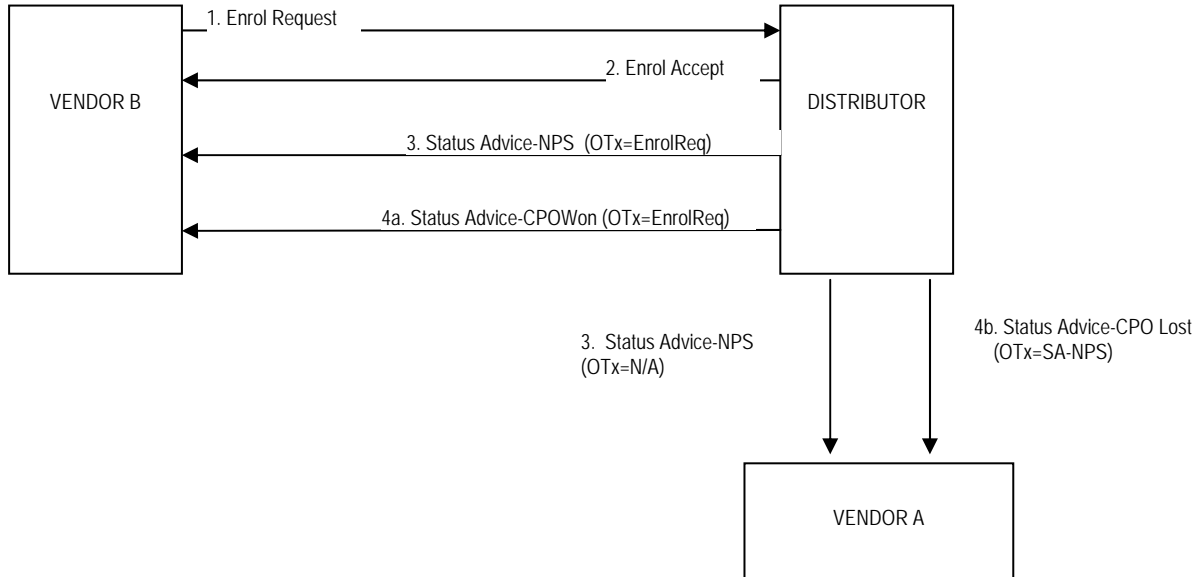 1. Enrol Request
2. Enrol Accept
VENDOR B
DISTRIBUTOR
3. Status Advice-NPS (OTx=EnrolReq)
4a. Status Advice-CPOWon (OTx=EnrolReq)
3. Status Advice-NPS
(OTx=N/A)
4b. Status Advice-CPO Lost
(OTx=SA-NPS)
VENDOR A